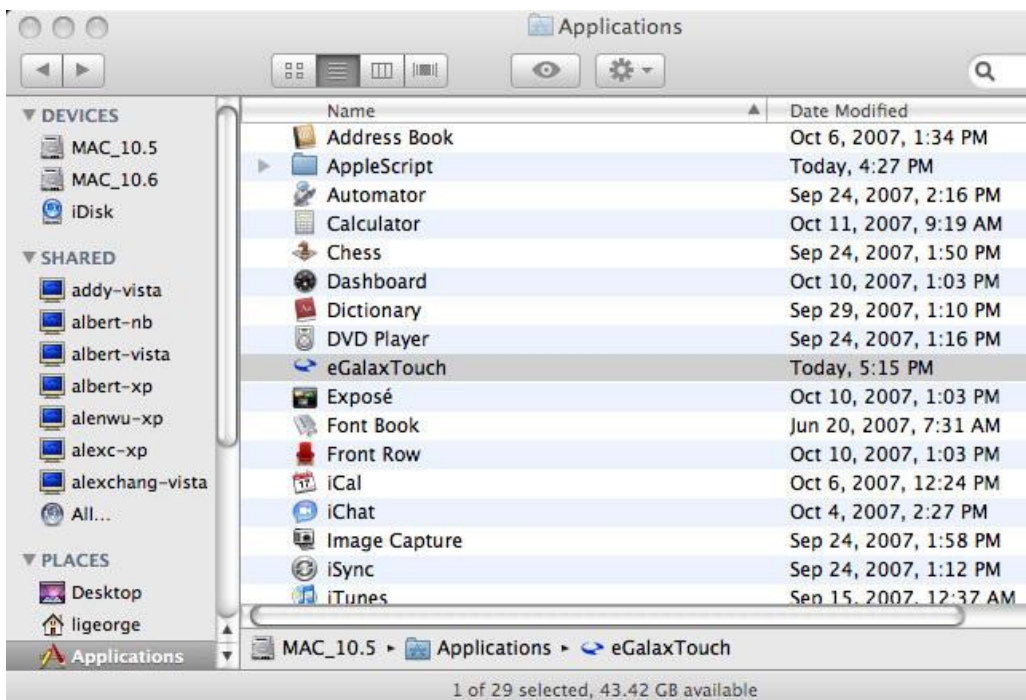 Applications
DEVICES
MAC_10.5
MAC_10.6
iDisk
SHARED
addy-vista
albert-nb
albert-vista
albert-xp
alenwu-xp
alexc-xp
alexchang-vista
All...
PLACES
Desktop
ligeorge
Applications
Name Date Modified
Address Book Oct 6, 2007, 1:34 PM
AppleScript Today, 4:27 PM
Automator Sep 24, 2007, 2:16 PM
Calculator Oct 11, 2007, 9:19 AM
Chess Sep 24, 2007, 1:50 PM
Dashboard Oct 10, 2007, 1:03 PM
Dictionary Sep 29, 2007, 1:10 PM
DVD Player Sep 24, 2007, 1:16 PM
eGalaxTouch Today, 5:15 PM
Exposé Oct 10, 2007, 1:03 PM
Font Book Jun 20, 2007, 7:31 AM
Front Row Oct 10, 2007, 1:03 PM
iCal Oct 6, 2007, 12:24 PM
iChat Oct 4, 2007, 2:27 PM
Image Capture Sep 24, 2007, 1:58 PM
iSync Sep 24, 2007, 1:12 PM
iTunes Sep 15, 2007, 12:37 AM
MAC_10.5 ▸ Applications ▸ eGalaxTouch
1 of 29 selected, 43.42 GB available